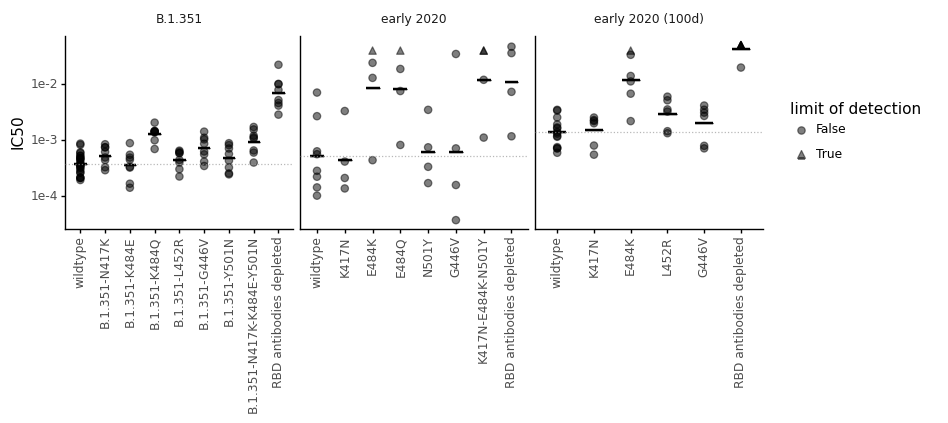 B.1.351
early 2020
early 2020 (100d)
IC50
1e-2
1e-3
1e-4
limit of detection
False
True
wildtype
B.1.351-N417K
B.1.351-K484E
B.1.351-K484Q
B.1.351-L452R
B.1.351-G446V
B.1.351-Y501N
B.1.351-N417K-K484E-Y501N
RBD antibodies depleted
wildtype
K417N
E484K
E484Q
N501Y
G446V
K417N-E484K-N501Y
RBD antibodies depleted
wildtype
K417N
E484K
L452R
G446V
RBD antibodies depleted